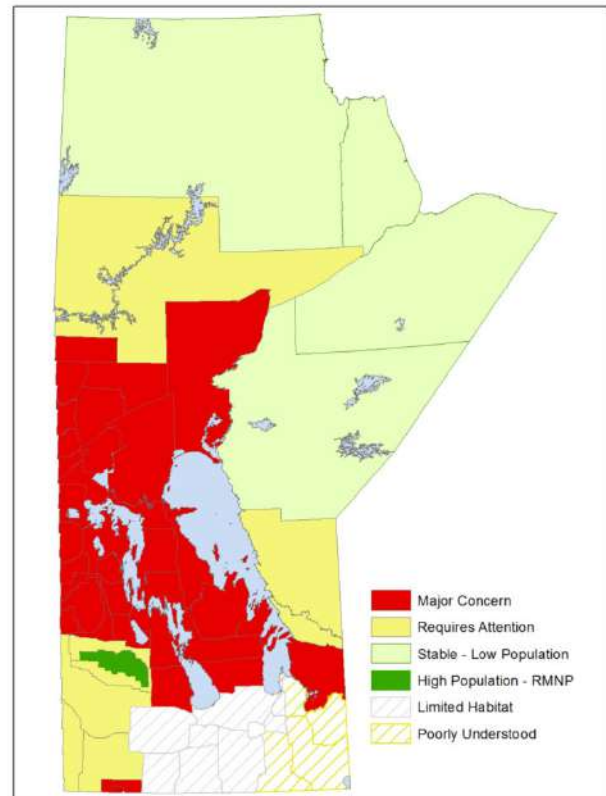 Major Concern
Requires Attention
Stable - Low Population
High Population - RMNP
Limited Habitat
Poorly Understood